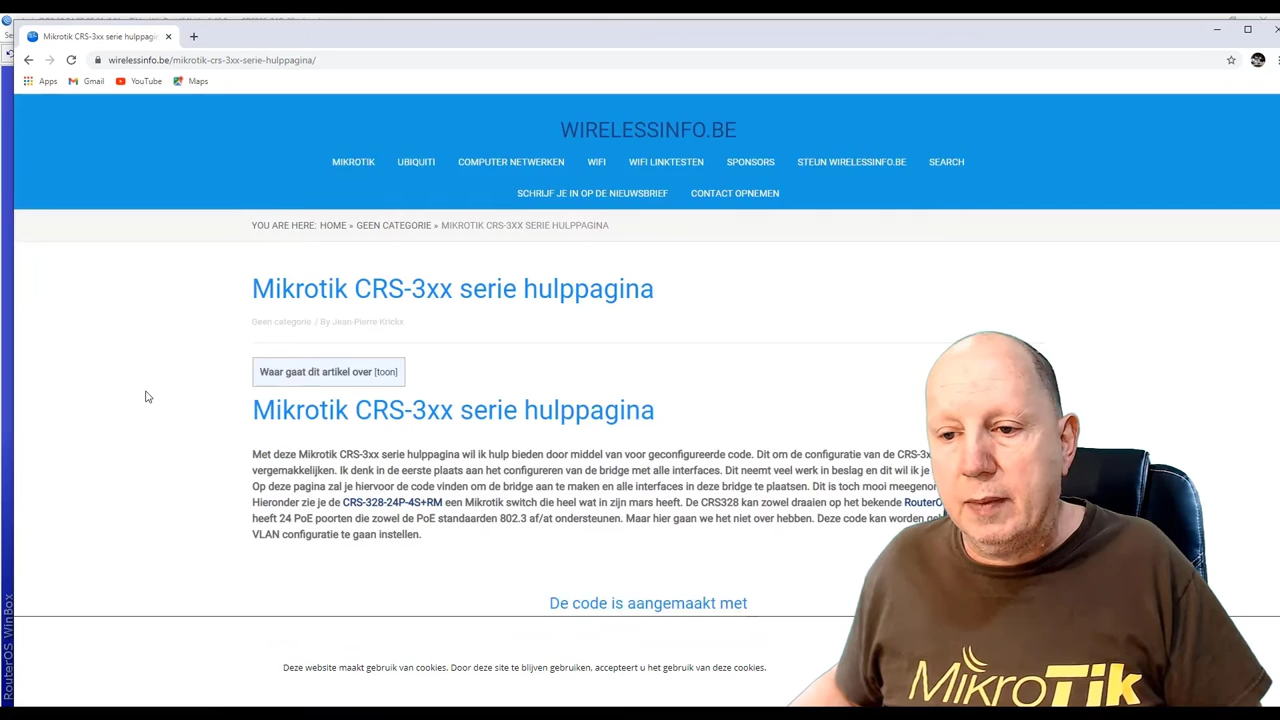 Mikrotik CRS-3xx serie hulppagin
wirelessinfo.be/mikrotik-crs-3xx-serie-hulppagina/
Apps Gmail YouTube Maps
WIRELESSINFO.BE
MIKROTIK UBIQUITI COMPUTER NETWERKEN WIFI WIFI LINKTESTEN SPONSORS STEUN WIRELESSINFO.BE SEARCH
SCHRIJF JE IN OP DE NIEUWSBRIEF CONTACT OPNEMEN
YOU ARE HERE: HOME » GEEN CATEGORIE » MIKROTIK CRS-3XX SERIE HULPPAGINA
Mikrotik CRS-3xx serie hulppagina
Geen categorie / By Jean-Pierre Krickx
Waar gaat dit artikel over [toon]
Mikrotik CRS-3xx serie hulppagina
Met deze Mikrotik CRS-3xx serie hulppagina wil ik hulp bieden door middel van voor geconfigureerde code. Dit om de configuratie van de CRS-3x
vergemakkelijken. Ik denk in de eerste plaats aan het configureren van de bridge met alle interfaces. Dit neemt veel werk in beslag en dit wil ik je
Op deze pagina zal je hiervoor de code vinden om de bridge aan te maken en alle interfaces in deze bridge te plaatsen. Dit is toch mooi meegenom
Hieronder zie je de CRS-328-24P-4S+RM een Mikrotik switch die heel wat in zijn mars heeft. De CRS328 kan zowel draaien op het bekende RouterO
heeft 24 PoE poorten die zowel de PoE standaarden 802.3 af/at ondersteunen. Maar hier gaan we het niet over hebben. Deze code kan worden geb
VLAN configuratie te gaan instellen.
De code is aangemaakt met
Deze website maakt gebruik van cookies. Door deze site te blijven gebruiken, accepteert u het gebruik van deze cookies.
RouterOS WinBox
MikroTik